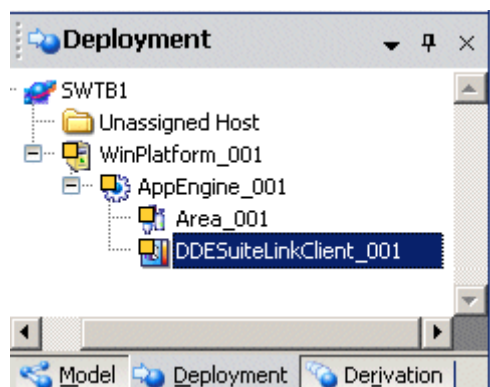 Deployment
SWTB1
Unassigned Host
WinPlatform_001
AppEngine_001
Area_001
DDESuiteLinkClient_001
Model Deployment Derivation